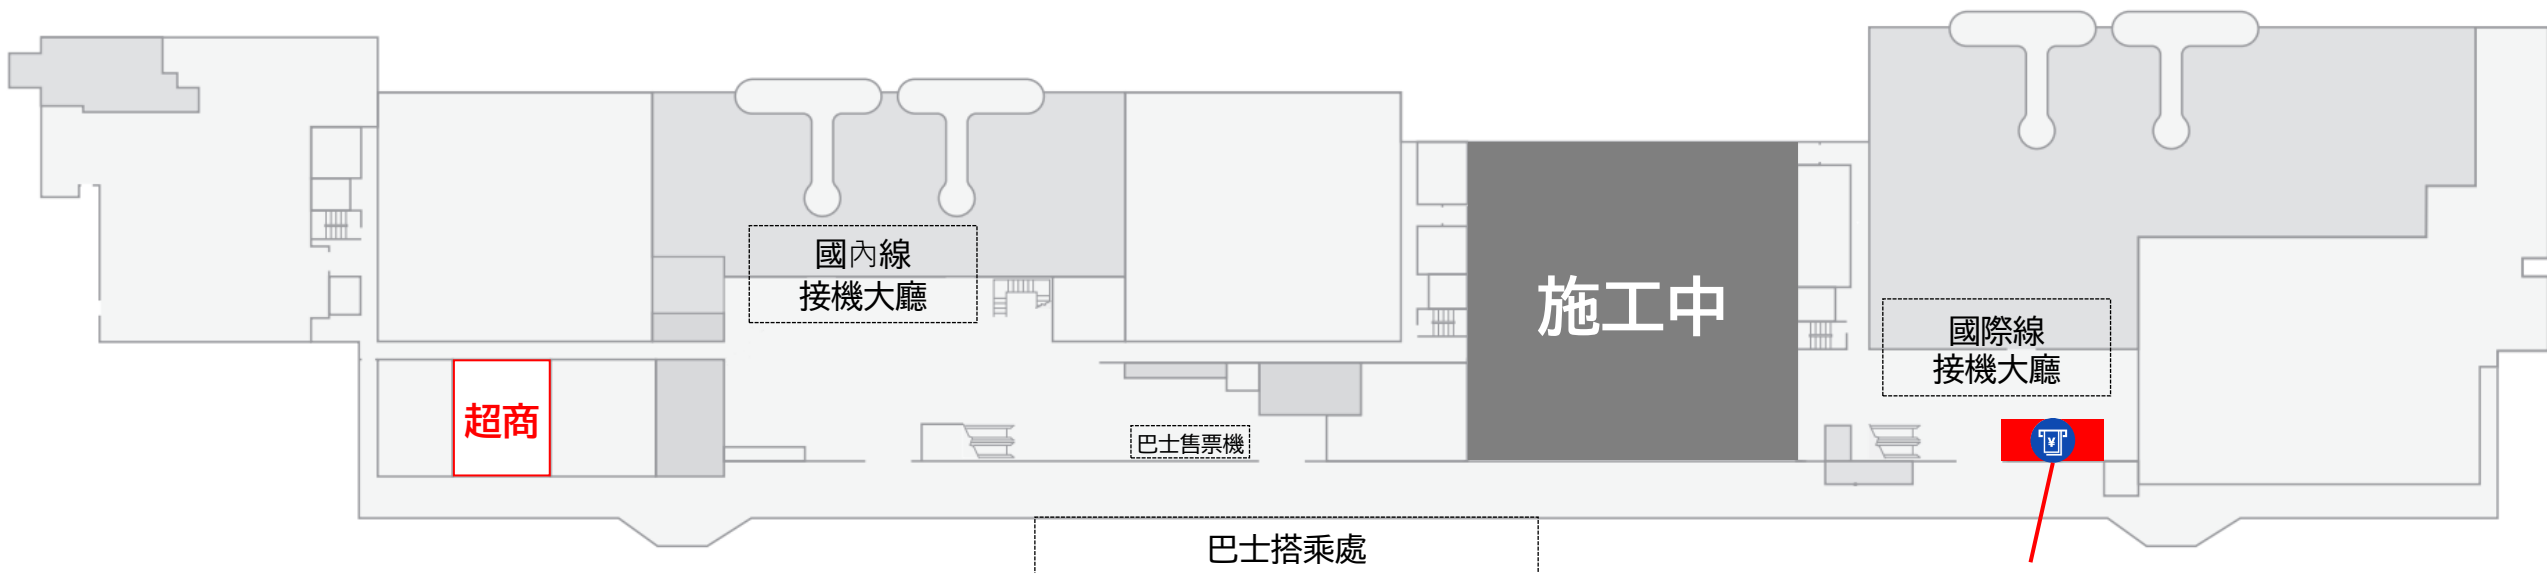 國內線
接機大廳
施工中
國際線
接機大廳
超商
巴士售票機
¥
巴士搭乘處